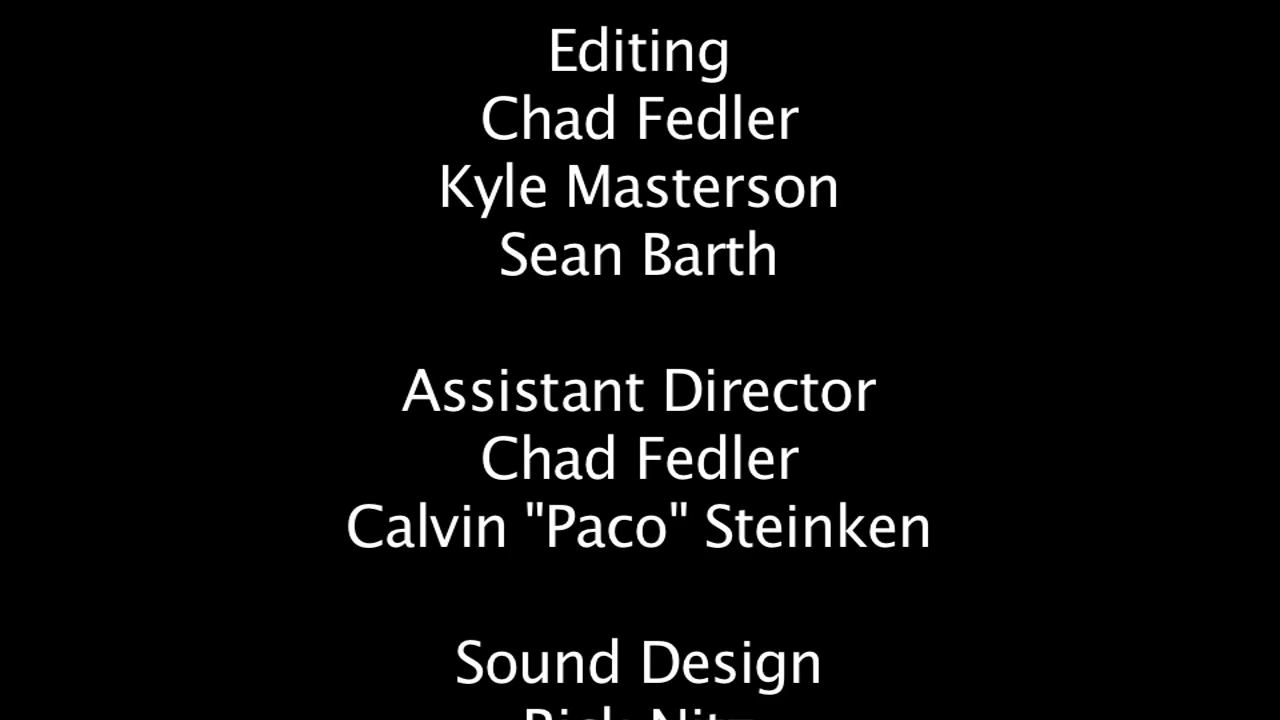 Editing
Chad Fedler
Kyle Masterson
Sean Barth
Assistant Director
Chad Fedler
Calvin "Paco" Steinken
Sound Design